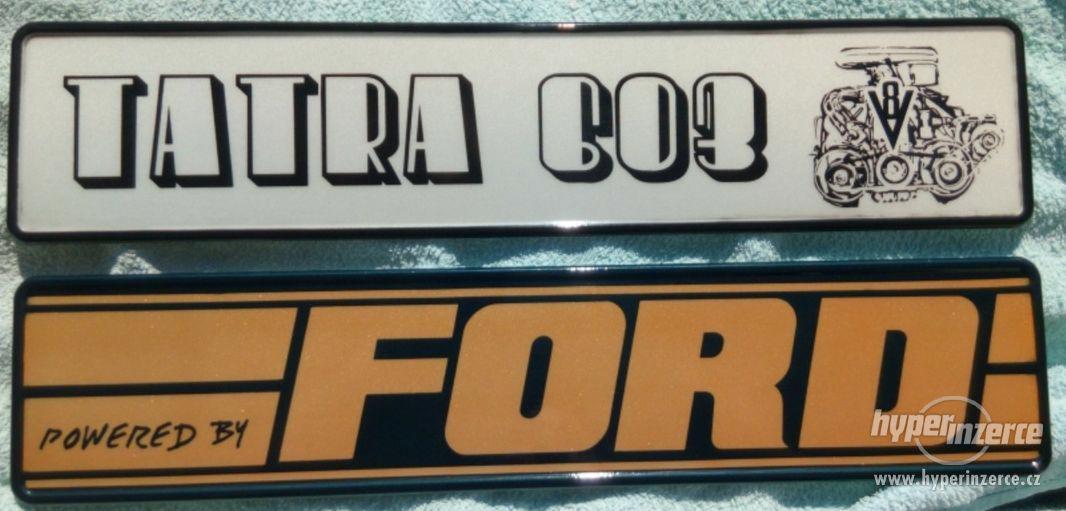 TATRA 603
V8
POWERED BY FORD
hyperinzerce
www.hyperinzerce.cz